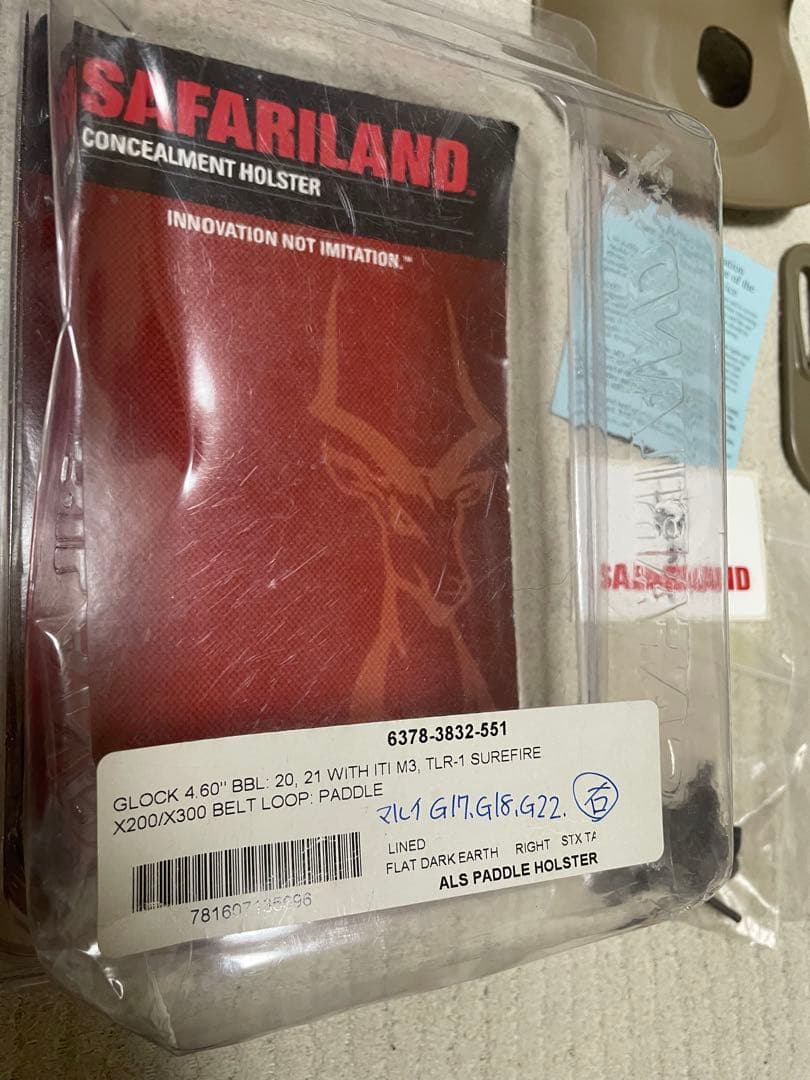 SAFARILAND
CONCEALMENT HOLSTER
INNOVATION NOT IMITATION.™
SAFARILAND
6378-3832-551
GLOCK 4.60" BBL: 20, 21 WITH ITI M3, TLR-1 SUREFIRE
X200/X300 BELT LOOP: PADDLE
マルイ G17.G18.G22. 右
LINED
FLAT DARK EARTH RIGHT STX TA
ALS PADDLE HOLSTER